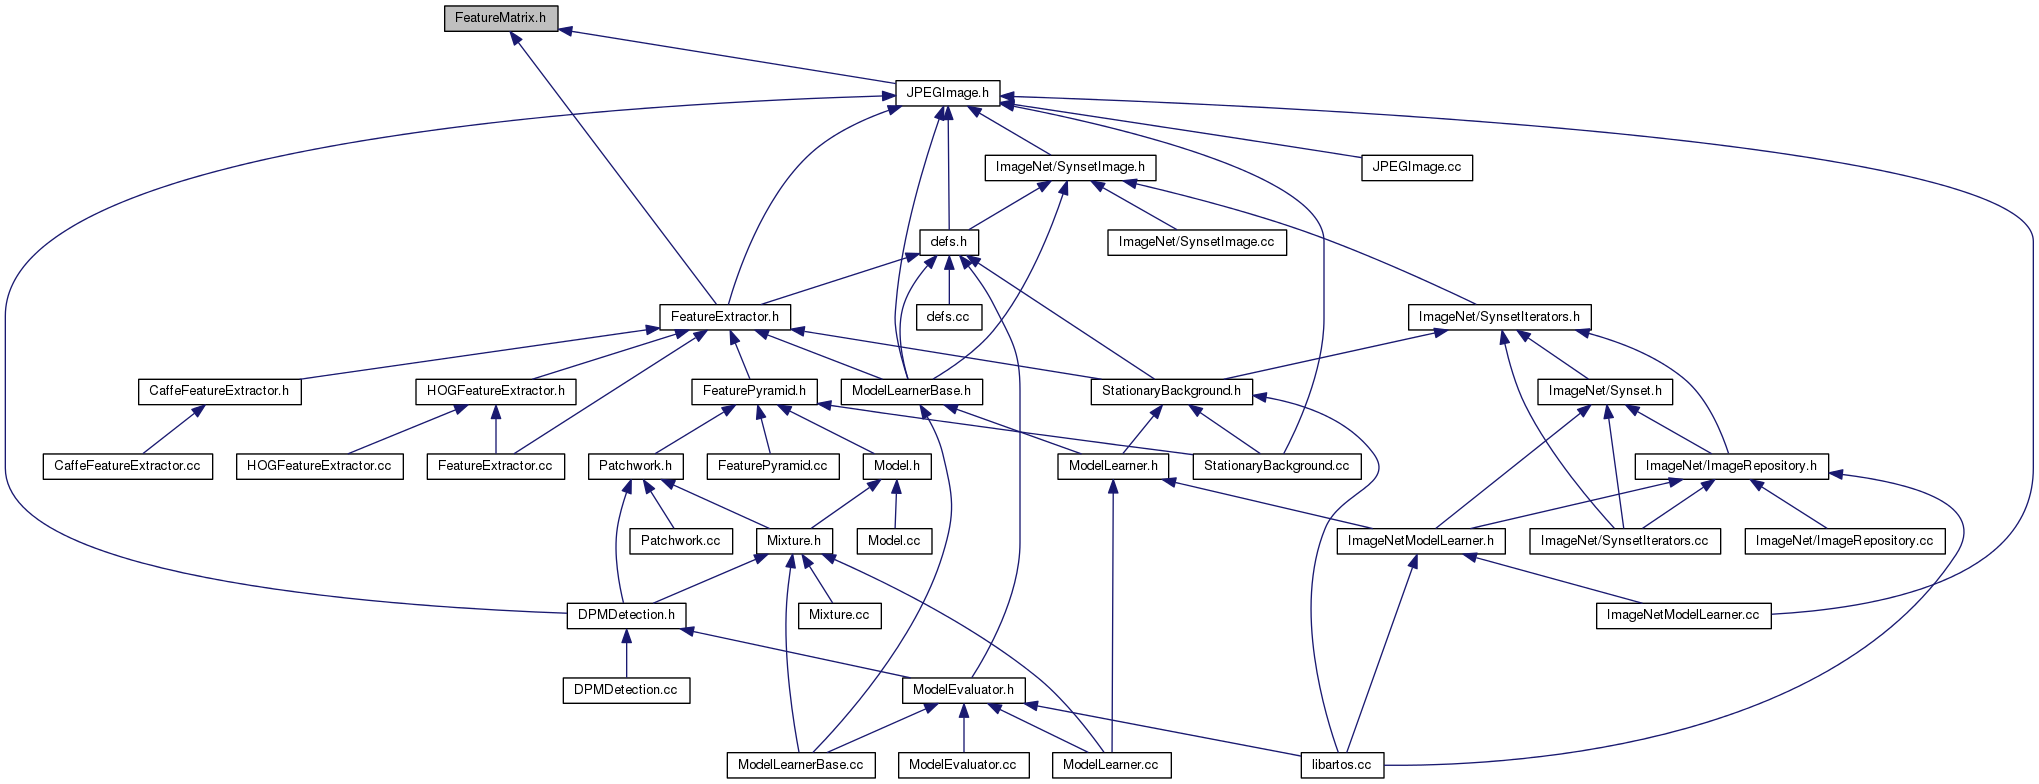 FeatureMatrix.h
JPEGImage.h
ImageNet/SynsetImage.h
JPEGImage.cc
defs.h
ImageNet/SynsetImage.cc
FeatureExtractor.h
defs.cc
ImageNet/SynsetIterators.h
CaffeFeatureExtractor.h
HOGFeatureExtractor.h
FeaturePyramid.h
ModelLearnerBase.h
StationaryBackground.h
ImageNet/Synset.h
CaffeFeatureExtractor.cc
HOGFeatureExtractor.cc
FeatureExtractor.cc
Patchwork.h
FeaturePyramid.cc
Model.h
ModelLearner.h
StationaryBackground.cc
ImageNet/ImageRepository.h
Patchwork.cc
Mixture.h
Model.cc
ImageNetModelLearner.h
ImageNet/SynsetIterators.cc
ImageNet/ImageRepository.cc
DPMDetection.h
Mixture.cc
ImageNetModelLearner.cc
DPMDetection.cc
ModelEvaluator.h
ModelLearnerBase.cc
ModelEvaluator.cc
ModelLearner.cc
libartos.cc